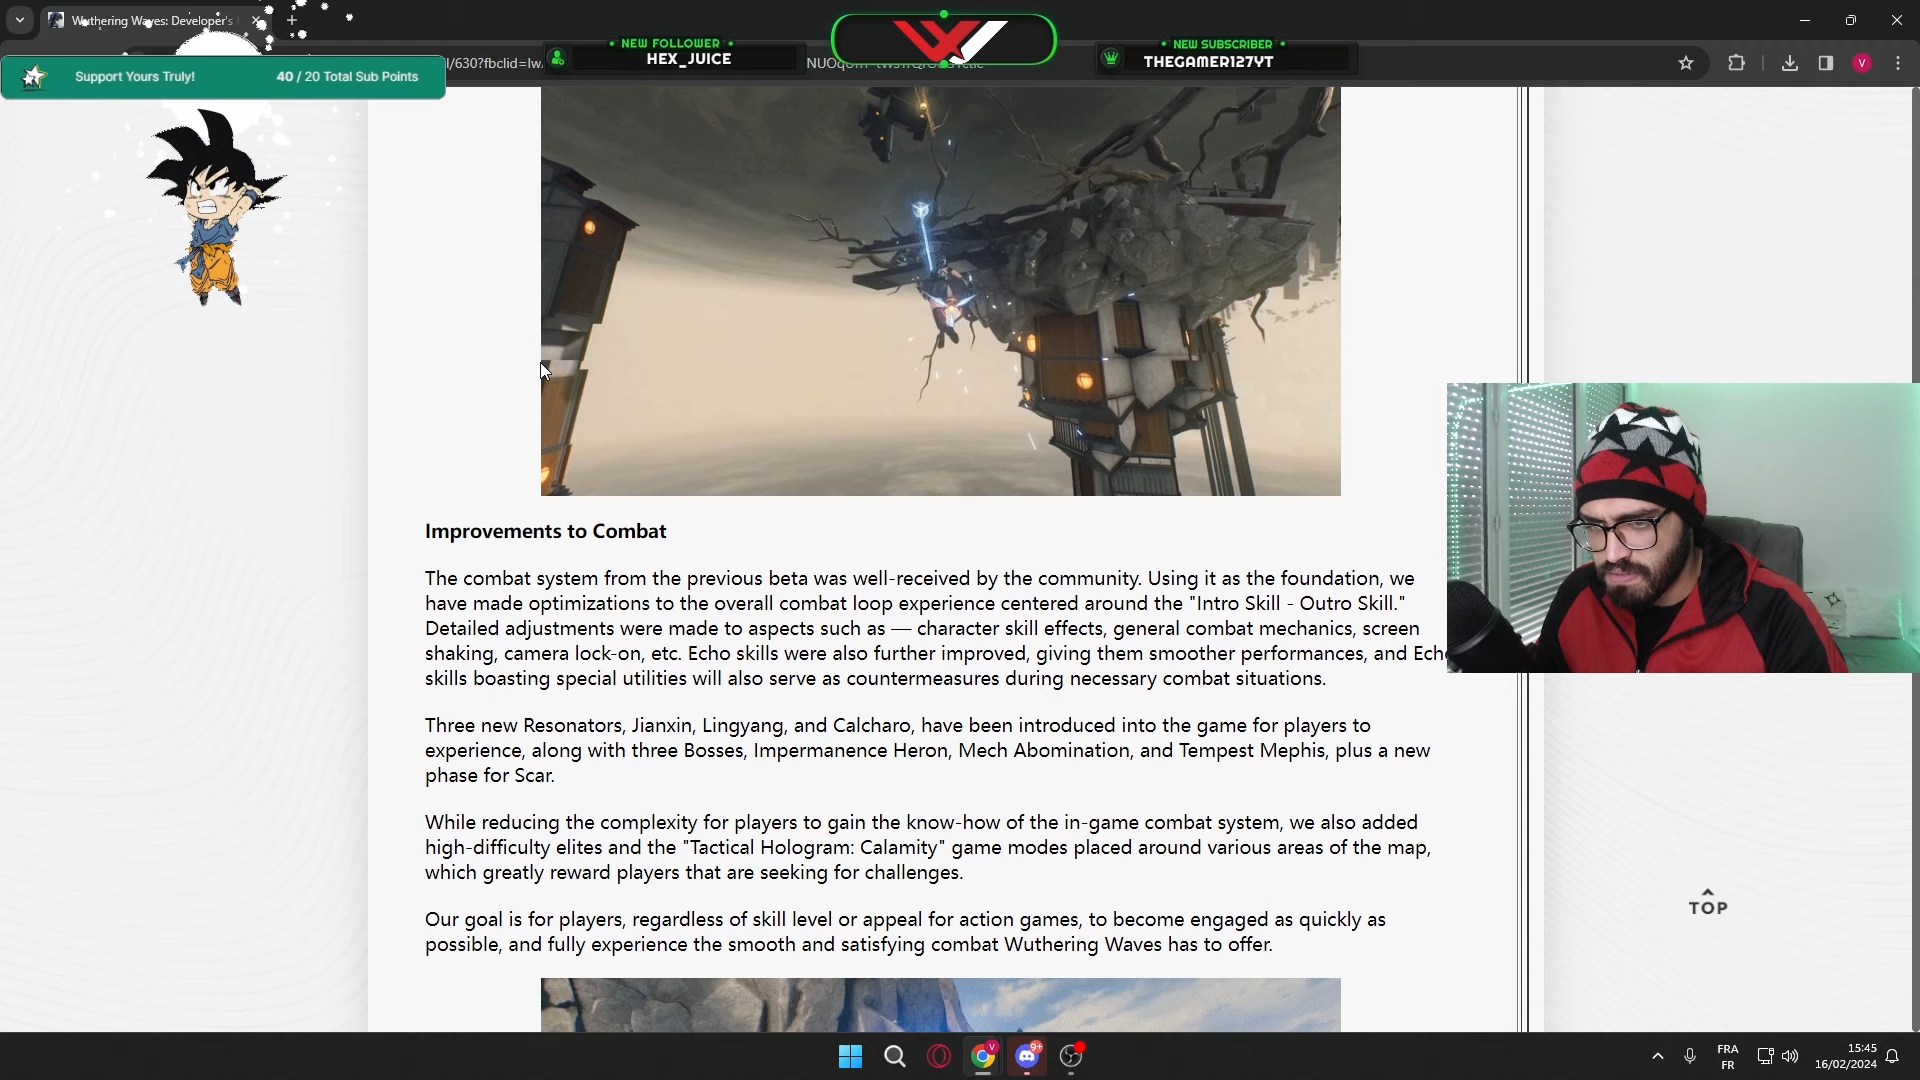 Wuthering Waves: Developer's
Support Yours Truly!
40 / 20 Total Sub Points
l/630?fbclid=Iw
• NEW FOLLOWER •
HEX_JUICE
• NEW SUBSCRIBER •
THEGAMER127YT
V
Improvements to Combat
The combat system from the previous beta was well-received by the community. Using it as the foundation, we
have made optimizations to the overall combat loop experience centered around the "Intro Skill - Outro Skill."
Detailed adjustments were made to aspects such as — character skill effects, general combat mechanics, screen
shaking, camera lock-on, etc. Echo skills were also further improved, giving them smoother performances, and Echo
skills boasting special utilities will also serve as countermeasures during necessary combat situations.
Three new Resonators, Jianxin, Lingyang, and Calcharo, have been introduced into the game for players to
experience, along with three Bosses, Impermanence Heron, Mech Abomination, and Tempest Mephis, plus a new
phase for Scar.
While reducing the complexity for players to gain the know-how of the in-game combat system, we also added
high-difficulty elites and the "Tactical Hologram: Calamity" game modes placed around various areas of the map,
which greatly reward players that are seeking for challenges.
Our goal is for players, regardless of skill level or appeal for action games, to become engaged as quickly as
possible, and fully experience the smooth and satisfying combat Wuthering Waves has to offer.
TOP
V
9+
FRA
FR
15:45
16/02/2024